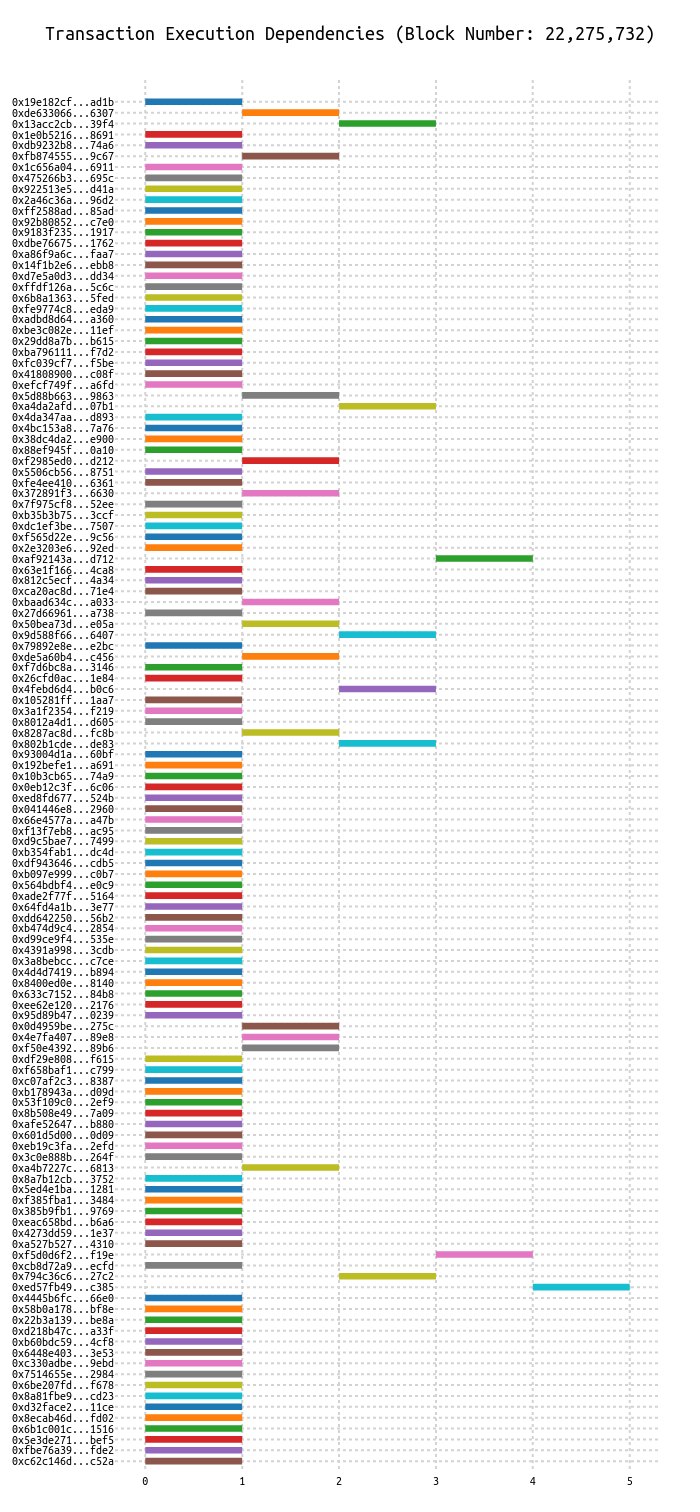 Transaction Execution Dependencies (Block Number: 22,275,732)
0x19e182cf...ad1b
0xde633066...6307
0x13acc2cb...39f4
0x1e0b5216...8691
0xdb9232b8...74a6
0xfb874555...9c67
0x1c656a04...6911
0x475266b3...695c
0x922513e5...d41a
0x2a46c36a...96d2
0xff2588ad...85ad
0x92b80852...c7e0
0x9183f235...1917
0xdbe76675...1762
0xa86f9a6c...faa7
0x14f1b2e6...ebb8
0xd7e5a0d3...dd34
0xffdf126a...5c6c
0x6b8a1363...5fed
0xfe9774c8...eda9
0xadbd8d64...a360
0xbe3c082e...11ef
0x29dd8a7b...b615
0xba796111...f7d2
0xfc039cf7...f5be
0x41808900...c08f
0xefcf749f...a6fd
0x5d88b663...9863
0xa4da2afd...07b1
0x4da347aa...d893
0x4bc153a8...7a76
0x38dc4da2...e900
0x88ef945f...0a10
0xf2985ed0...d212
0x5506cb56...8751
0xfe4ee410...6361
0x372891f3...6630
0x7f975cf8...52ee
0xb35b3b75...3ccf
0xdc1ef3be...7507
0xf565d22e...9c56
0x2e3203e6...92ed
0xaf92143a...d712
0x63e1f166...4ca8
0x812c5ecf...4a34
0xca20ac8d...71e4
0xbaad634c...a033
0x27d66961...a738
0x50bea73d...e05a
0x9d588f66...6407
0x79892e8e...e2bc
0xde5a60b4...c456
0xf7d6bc8a...3146
0x26cfd0ac...1e84
0x4febd6d4...b0c6
0x105281ff...1aa7
0x3a1f2354...f219
0x8012a4d1...d605
0x8287ac8d...fc8b
0x802b1cde...de83
0x93004d1a...60bf
0x192befe1...a691
0x10b3cb65...74a9
0x0eb12c3f...6c06
0xed8fd677...524b
0x041446e8...2960
0x66e4577a...a47b
0xf13f7eb8...ac95
0xd9c5bae7...7499
0xb354fab1...dc4d
0xdf943646...cdb5
0xb097e999...c0b7
0x564bdbf4...e0c9
0xade2f77f...5164
0x64fd4a1b...3e77
0xdd642250...56b2
0xb474d9c4...2854
0xd99ce9f4...535e
0x4391a998...3cdb
0x3a8bebcc...c7ce
0x4d4d7419...b894
0x8400ed0e...8140
0x633c7152...84b8
0xee62e120...2176
0x95d89b47...0239
0x0d4959be...275c
0x4e7fa407...89e8
0xf50e4392...89b6
0xdf29e808...f615
0xf658baf1...c799
0xc07af2c3...8387
0xb178943a...d09d
0x53f109c0...2ef9
0x8b508e49...7a09
0xafe52647...b880
0x601d5d00...0d09
0xeb19c3fa...2efd
0x3c0e888b...264f
0xa4b7227c...6813
0x8a7b12cb...3752
0x5ed4e1ba...1281
0xf385fba1...3484
0x385b9fb1...9769
0xeac658bd...b6a6
0x4273dd59...1e37
0xa527b527...4310
0xf5d0d6f2...f19e
0xcb8d72a9...ecfd
0x794c36c6...27c2
0xed57fb49...c385
0x4445b6fc...66e0
0x58b0a178...bf8e
0x22b3a139...be8a
0xd218b47c...a33f
0xb60bdc59...4cf8
0x6448e403...3e53
0xc330adbe...9ebd
0x7514655e...2984
0x6be207fd...f678
0x8a81fbe9...cd23
0xd32face2...11ce
0x8ecab46d...fd02
0x6b1c001c...1516
0x5e3de271...bef5
0xfbe76a39...fde2
0xc62c146d...c52a
0 1 2 3 4 5